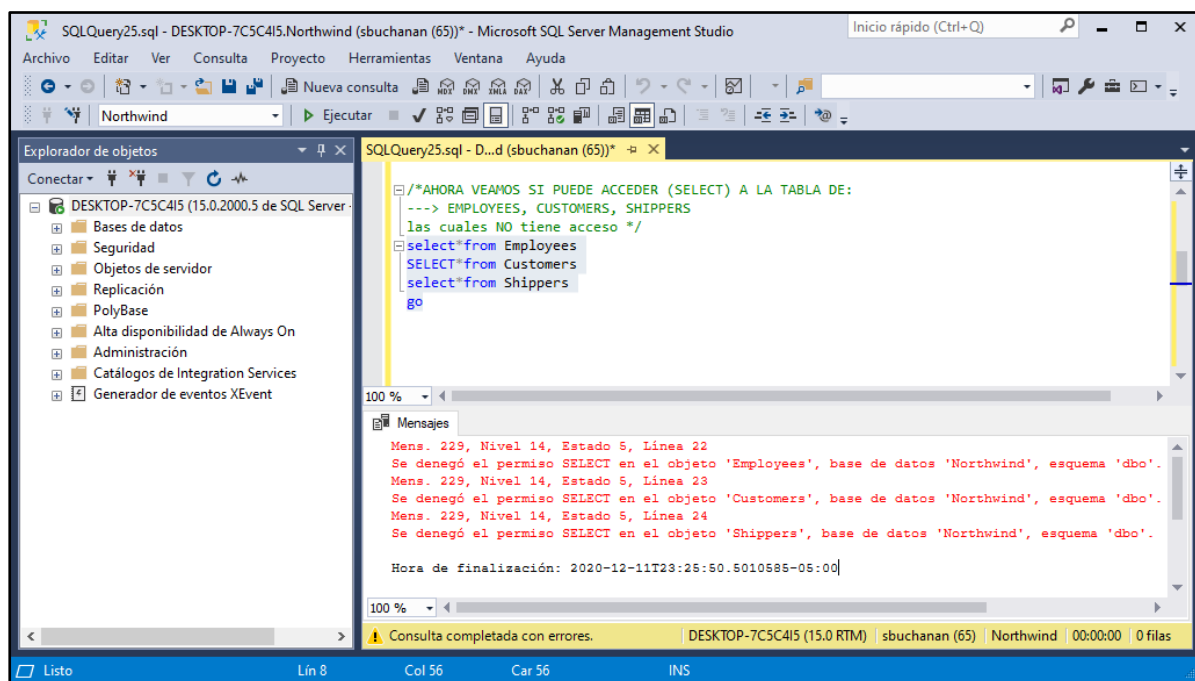 SQLQuery25.sql - DESKTOP-7C5C4I5.Northwind (sbuchanan (65))* - Microsoft SQL Server Management Studio
Inicio rápido (Ctrl+Q)
Archivo Editar Ver Consulta Proyecto Herramientas Ventana Ayuda
Nueva consulta MDX DMX XMLA DAX
Northwind Ejecutar
Explorador de objetos
Conectar
DESKTOP-7C5C4I5 (15.0.2000.5 de SQL Server -
Bases de datos
Seguridad
Objetos de servidor
Replicación
PolyBase
Alta disponibilidad de Always On
Administración
Catálogos de Integration Services
Generador de eventos XEvent
SQLQuery25.sql - D...d (sbuchanan (65))*
/*AHORA VEAMOS SI PUEDE ACCEDER (SELECT) A LA TABLA DE:
---> EMPLOYEES, CUSTOMERS, SHIPPERS
las cuales NO tiene acceso */
select*from Employees
SELECT*from Customers
select*from Shippers
go
100 %
Mensajes
Mens. 229, Nivel 14, Estado 5, Línea 22
Se denegó el permiso SELECT en el objeto 'Employees', base de datos 'Northwind', esquema 'dbo'.
Mens. 229, Nivel 14, Estado 5, Línea 23
Se denegó el permiso SELECT en el objeto 'Customers', base de datos 'Northwind', esquema 'dbo'.
Mens. 229, Nivel 14, Estado 5, Línea 24
Se denegó el permiso SELECT en el objeto 'Shippers', base de datos 'Northwind', esquema 'dbo'.
Hora de finalización: 2020-12-11T23:25:50.5010585-05:00
100 %
Consulta completada con errores. DESKTOP-7C5C4I5 (15.0 RTM) sbuchanan (65) Northwind 00:00:00 0 filas
Listo Lín 8 Col 56 Car 56 INS